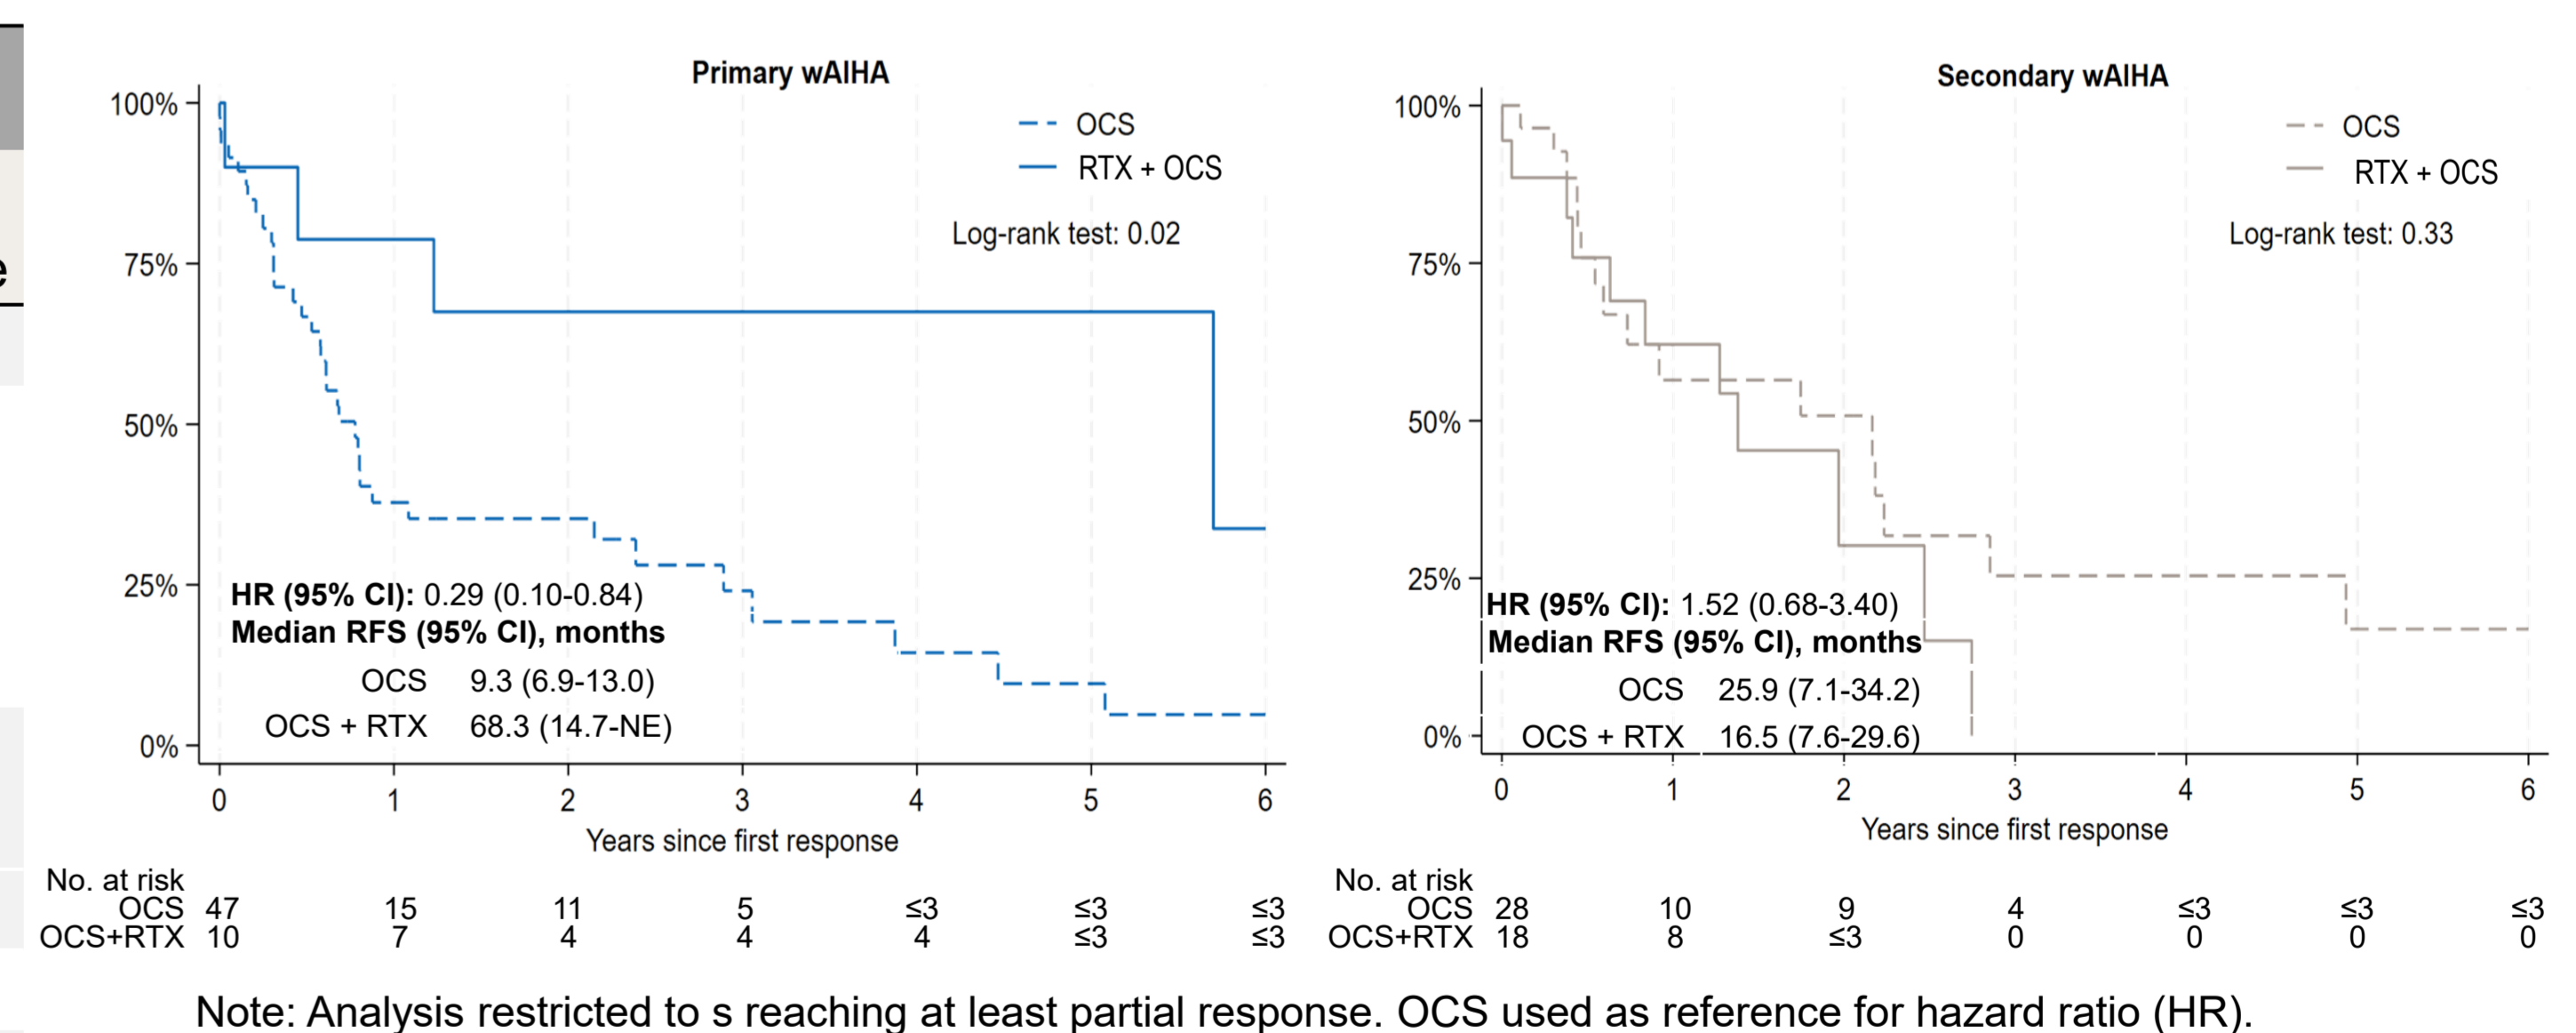 e
Primary wAIHA
100%
75%
50%
25%
0%
OCS
RTX + OCS
Log-rank test: 0.02
HR (95% CI): 0.29 (0.10-0.84)
Median RFS (95% CI), months
OCS 9.3 (6.9-13.0)
OCS + RTX 68.3 (14.7-NE)
0 1 2 3 4 5 6
Years since first response
No. at risk
OCS 47 15 11 5 ≤3 ≤3 ≤3
OCS+RTX 10 7 4 4 4 ≤3 ≤3
Secondary wAIHA
100%
75%
50%
25%
0%
OCS
RTX + OCS
Log-rank test: 0.33
HR (95% CI): 1.52 (0.68-3.40)
Median RFS (95% CI), months
OCS 25.9 (7.1-34.2)
OCS + RTX 16.5 (7.6-29.6)
0 1 2 3 4 5 6
Years since first response
No. at risk
OCS 28 10 9 4 ≤3 ≤3 ≤3
OCS+RTX 18 8 ≤3 0 0 0 0
Note: Analysis restricted to s reaching at least partial response. OCS used as reference for hazard ratio (HR).